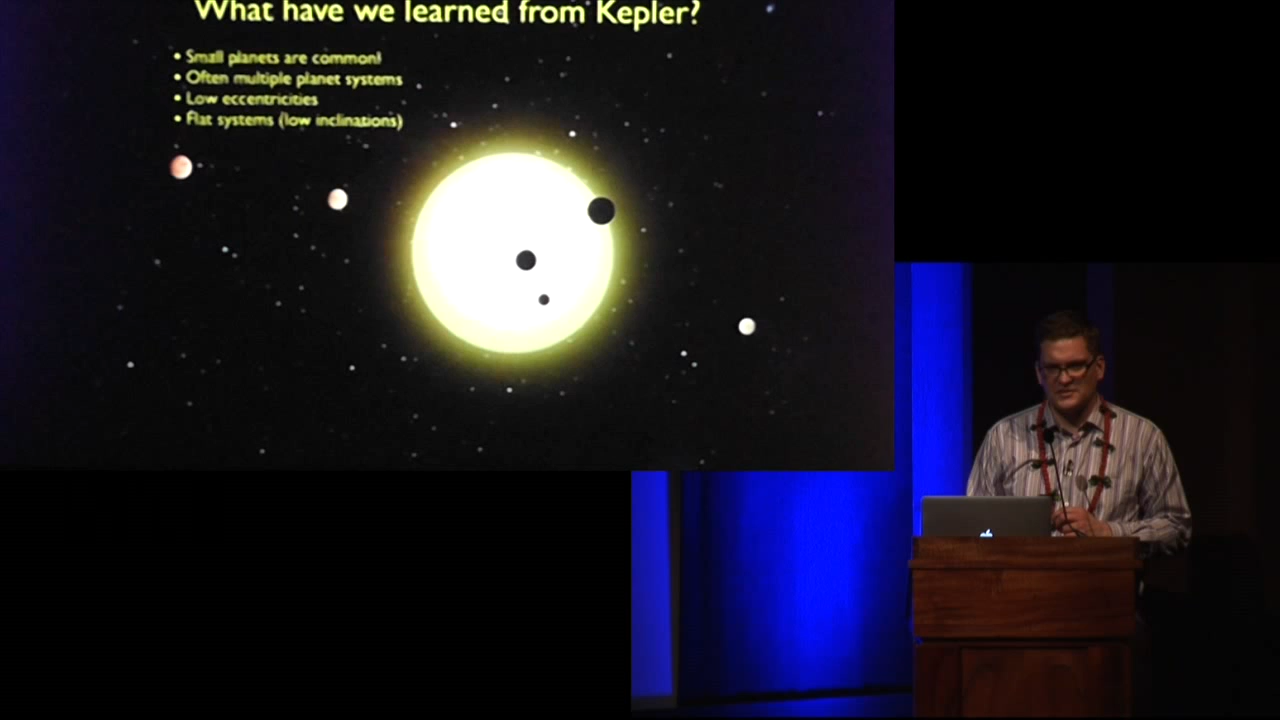 What have we learned from Kepler?
• Small planets are common!
• Often multiple planet systems
• Low eccentricities
• Flat systems (low inclinations)